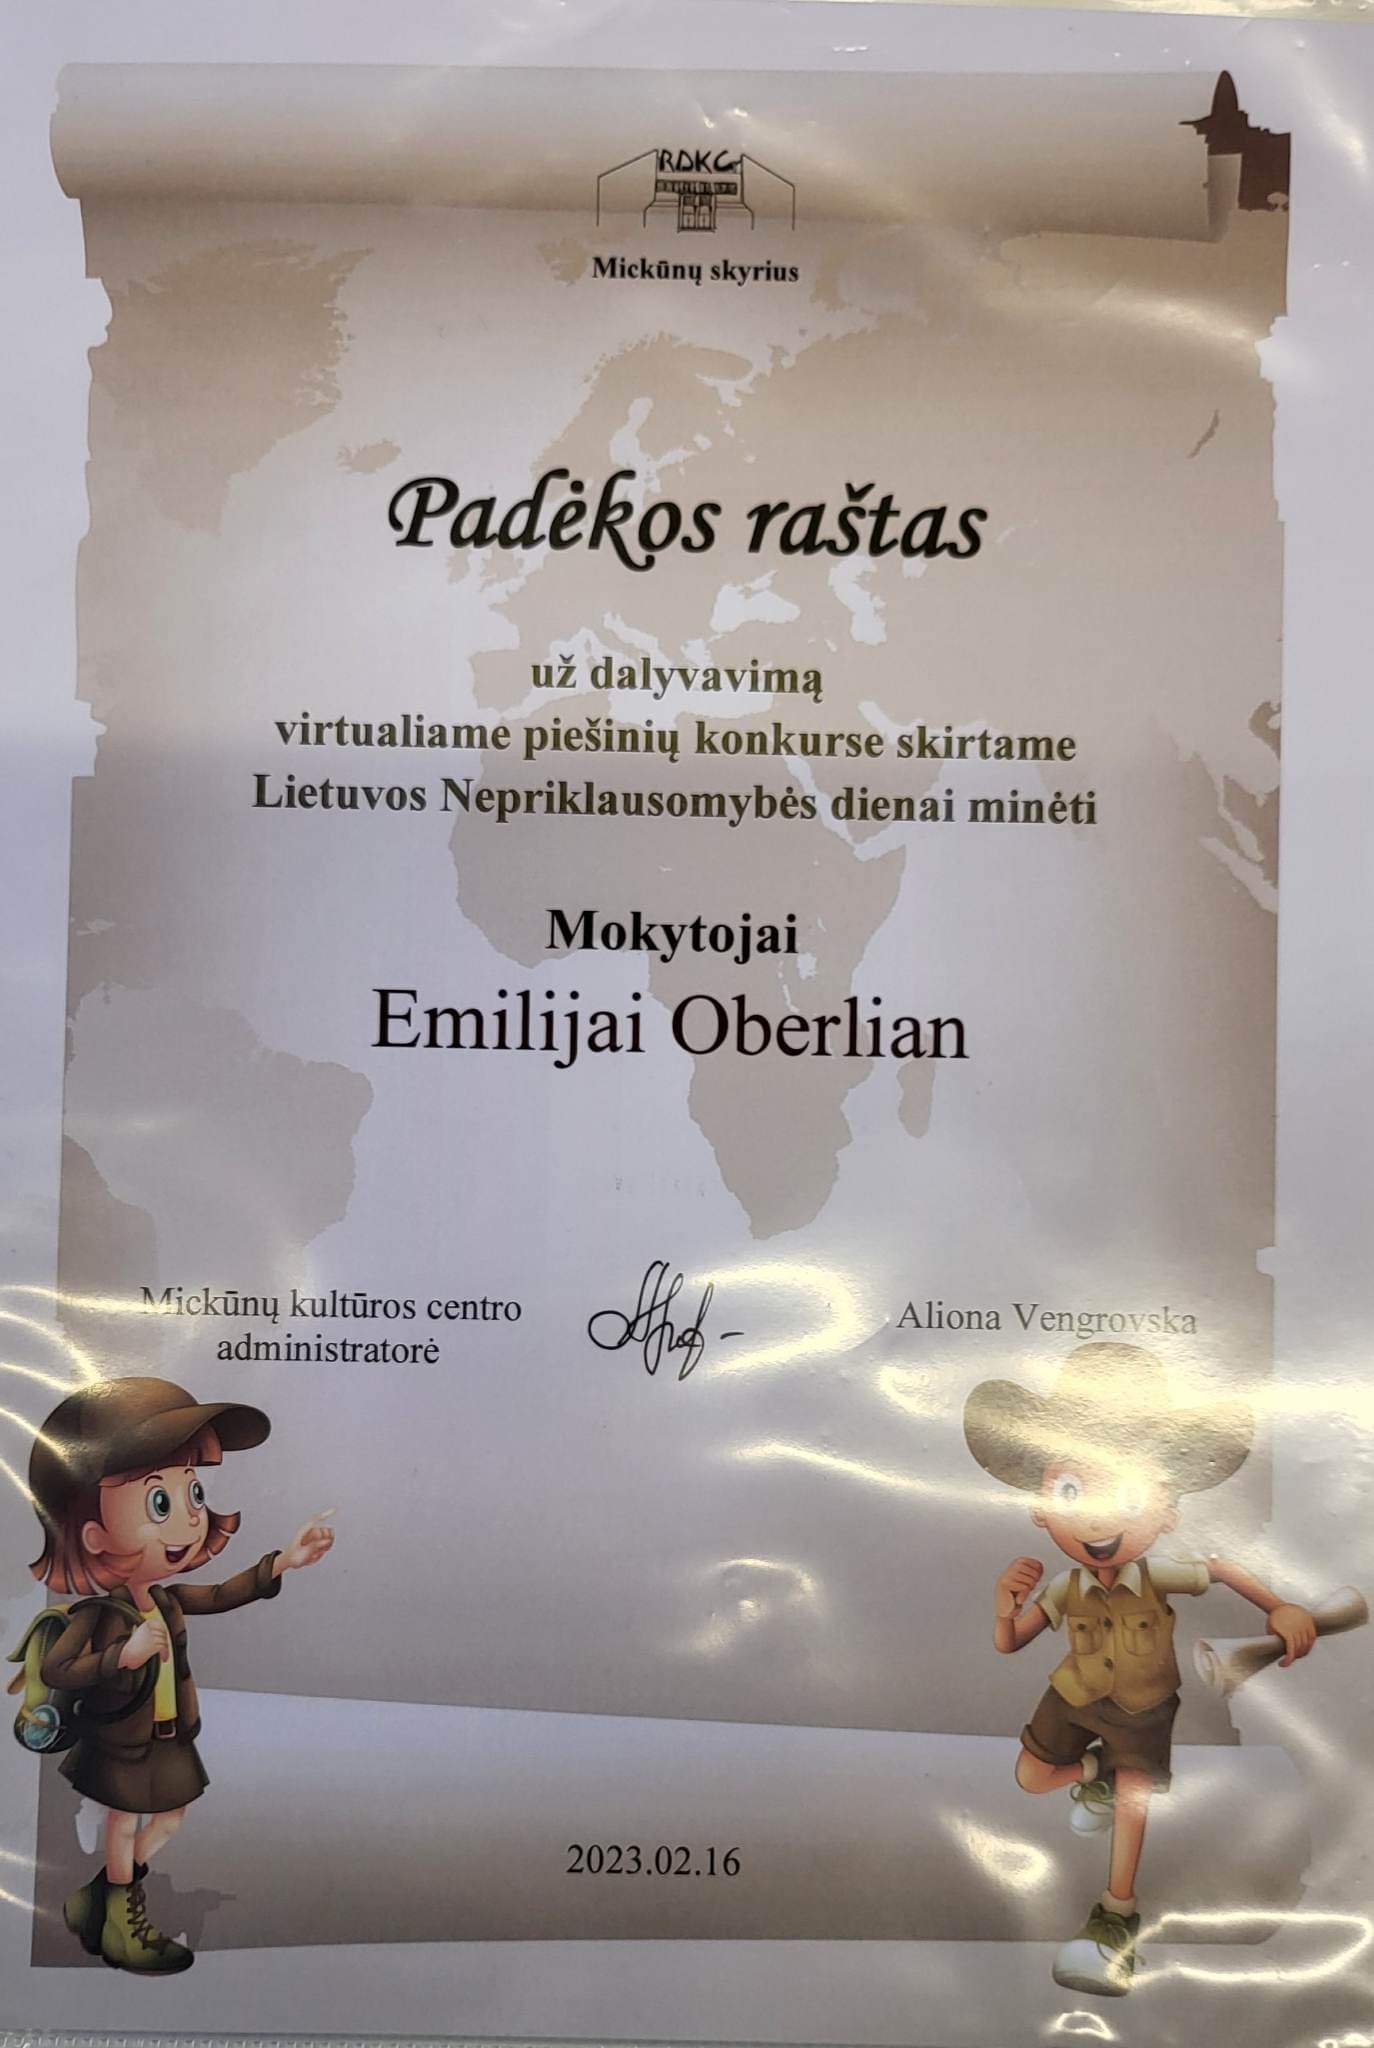 RDKC
Mickūnų skyrius
Padėkos raštas
už dalyvavimą
virtualiame piešinių konkurse skirtame
Lietuvos Nepriklausomybės dienai minėti
Mokytojai
Emilijai Oberlian
Mickūnų kultūros centro
administratorė
Aliona Vengrovska
2023.02.16